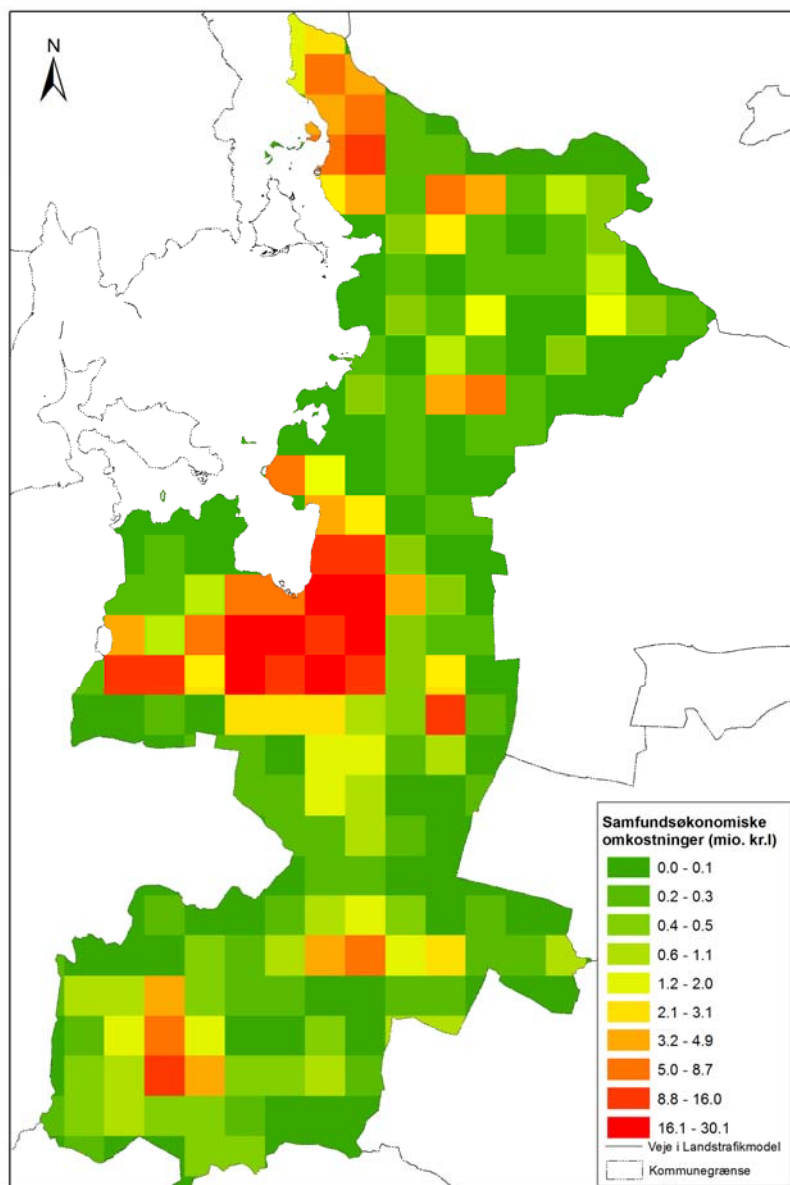 N
Samfundsøkonomiske
omkostninger (mio. kr.l)
0.0 - 0.1
0.2 - 0.3
0.4 - 0.5
0.6 - 1.1
1.2 - 2.0
2.1 - 3.1
3.2 - 4.9
5.0 - 8.7
8.8 - 16.0
16.1 - 30.1
Veje i Landstrafikmodel
Kommunegrænse